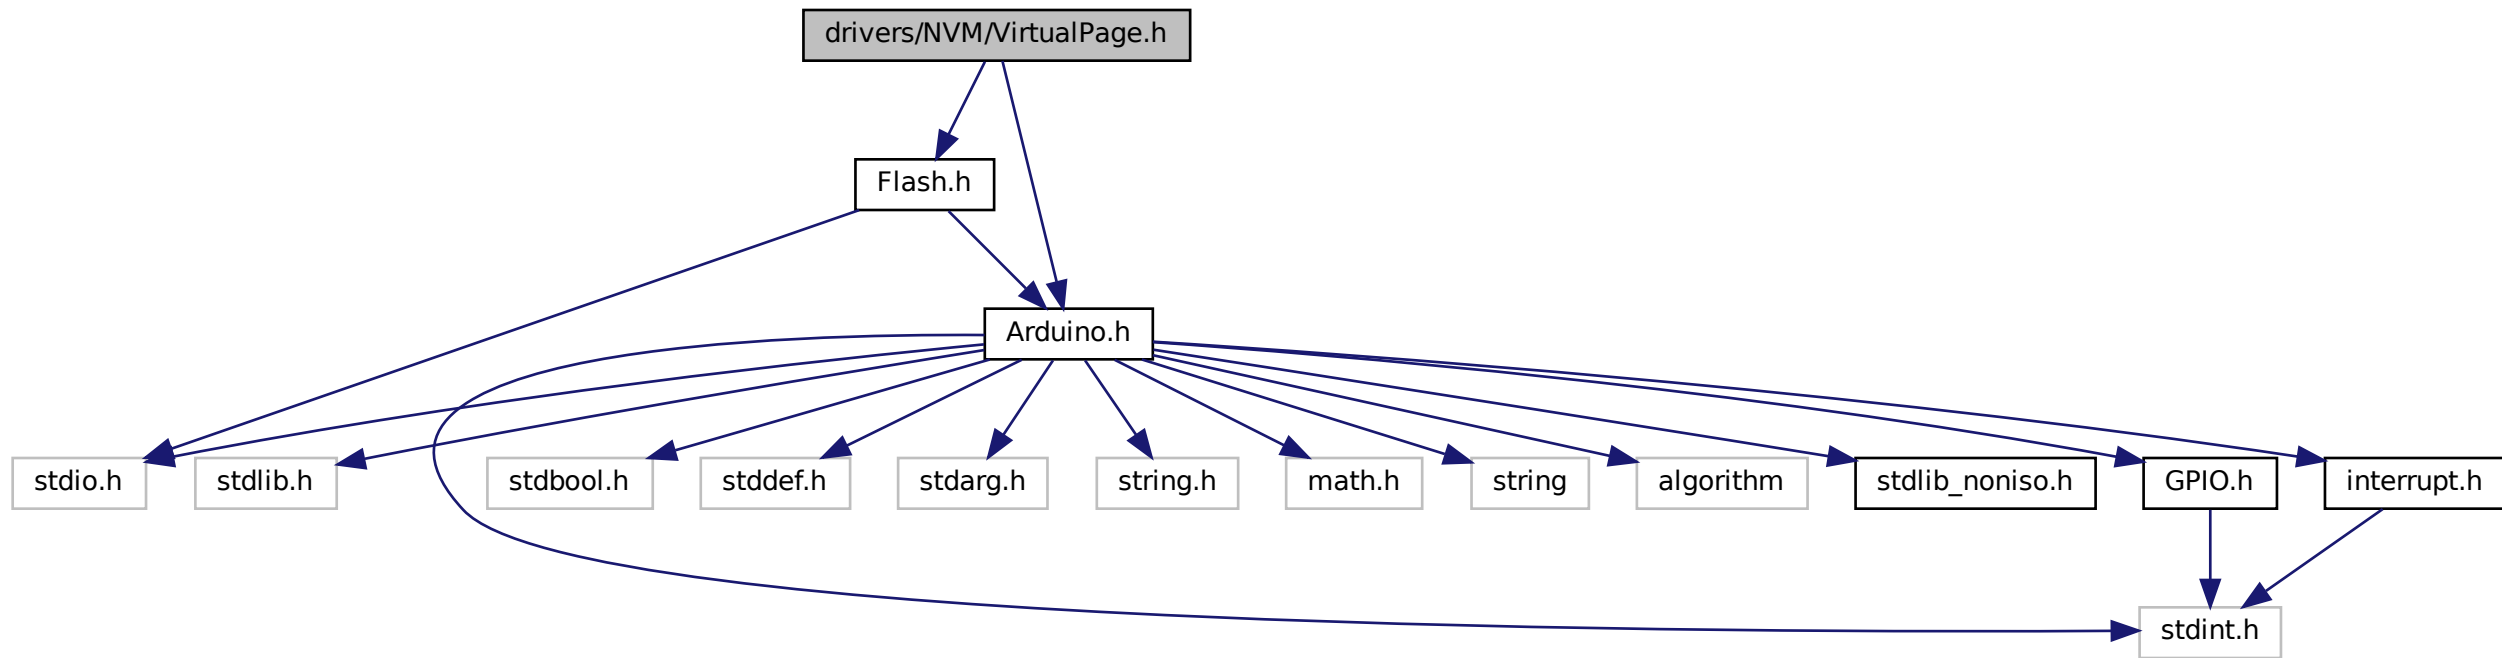 drivers/NVM/VirtualPage.h
Flash.h
Arduino.h
stdio.h
stdlib.h
stdbool.h
stddef.h
stdarg.h
string.h
math.h
string
algorithm
stdlib_noniso.h
GPIO.h
interrupt.h
stdint.h